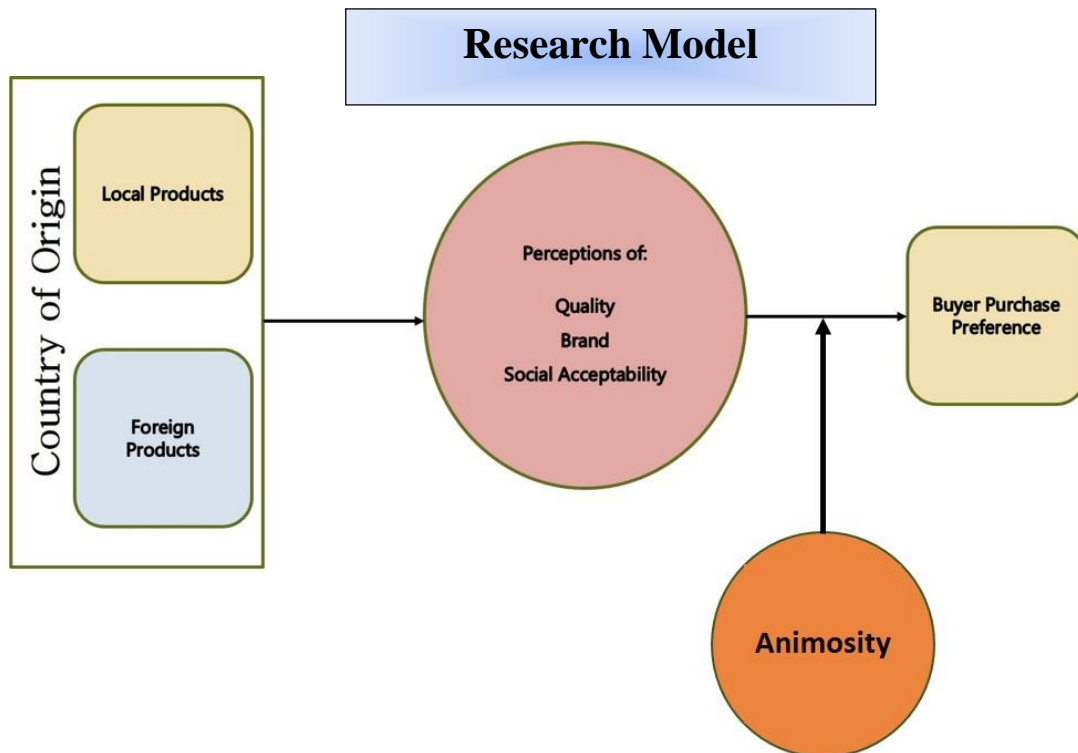 Research Model
Country of Origin
Local Products
Foreign
Products
Perceptions of:
Quality
Brand
Social Acceptability
Buyer Purchase
Preference
Animosity